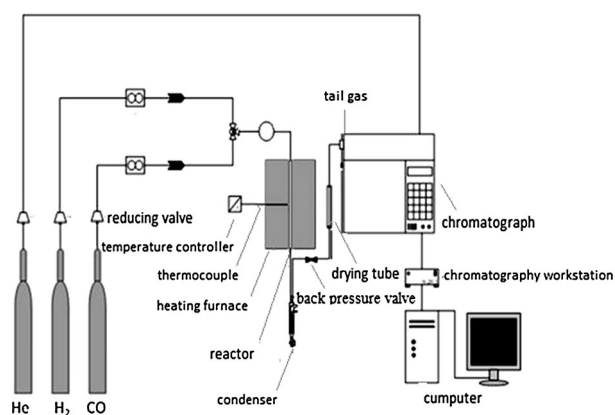 tail gas
reducing valve
chromatograph
temperature controller
thermocouple
drying tube
chromatography workstation
heating furnace
back pressure valve
reactor
condenser
cumputer
He H₂ CO